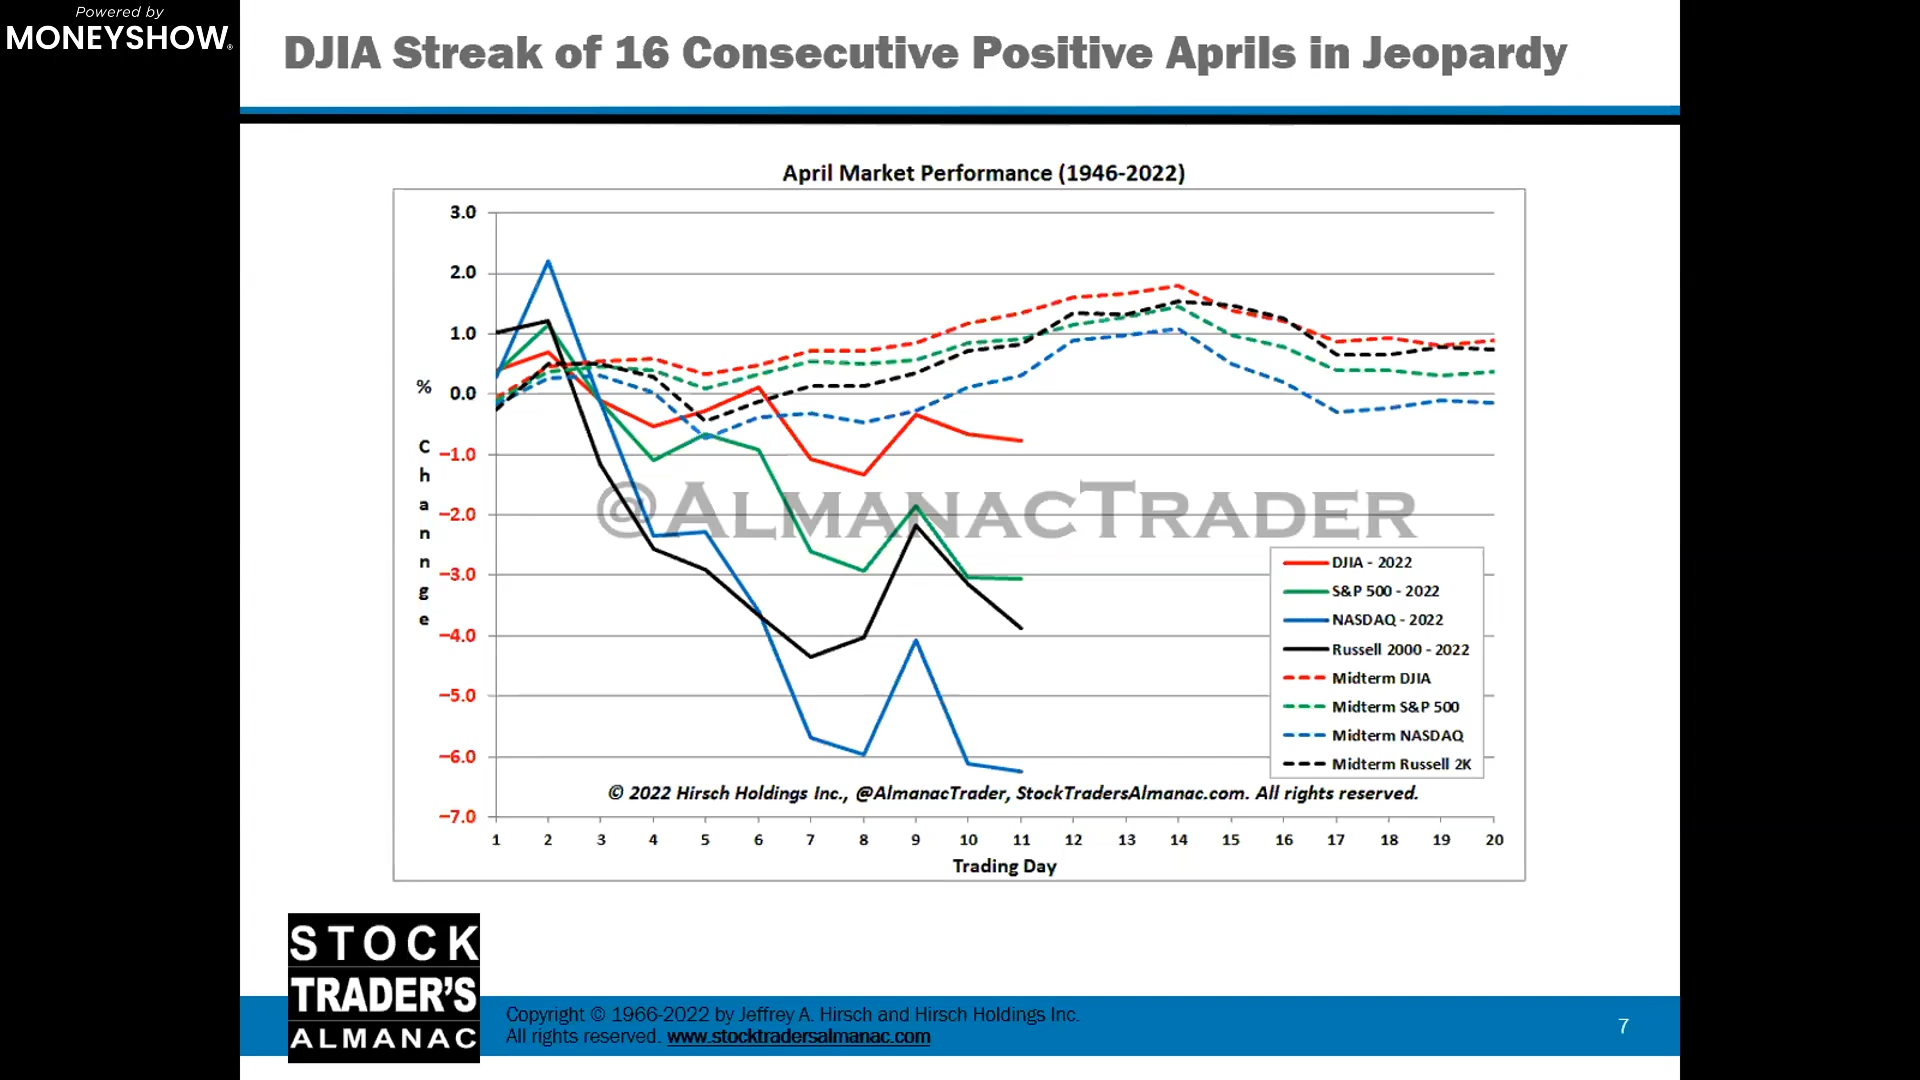 Powered by
MONEYSHOW®
DJIA Streak of 16 Consecutive Positive Aprils in Jeopardy
April Market Performance (1946-2022)
3.0
2.0
1.0
0.0
−1.0
−2.0
−3.0
−4.0
−5.0
−6.0
−7.0
% Channge
@ALMANACTRADER
DJIA - 2022
S&P 500 - 2022
NASDAQ - 2022
Russell 2000 - 2022
Midterm DJIA
Midterm S&P 500
Midterm NASDAQ
Midterm Russell 2K
© 2022 Hirsch Holdings Inc., @AlmanacTrader, StockTradersAlmanac.com. All rights reserved.
1 2 3 4 5 6 7 8 9 10 11 12 13 14 15 16 17 18 19 20
Trading Day
STOCK
TRADER'S
ALMANAC
Copyright © 1966-2022 by Jeffrey A. Hirsch and Hirsch Holdings Inc.
All rights reserved. www.stocktradersalmanac.com
7